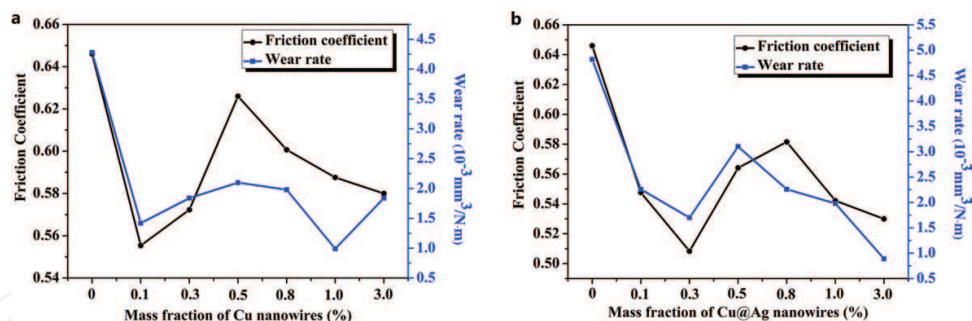 a
Friction coefficient
Wear rate
Friction Coefficient
0.66
0.64
0.62
0.60
0.58
0.56
0.54
4.5
4.0
3.5
3.0
2.5
2.0
1.5
1.0
0.5
Wear rate (10⁻³ mm³/N·m)
0 0.1 0.3 0.5 0.8 1.0 3.0
Mass fraction of Cu nanowires (%)
b
Friction coefficient
Wear rate
Friction Coefficient
0.66
0.64
0.62
0.60
0.58
0.56
0.54
0.52
0.50
5.5
5.0
4.5
4.0
3.5
3.0
2.5
2.0
1.5
1.0
0.5
Wear rate (10⁻³ mm³/N·m)
0 0.1 0.3 0.5 0.8 1.0 3.0
Mass fraction of Cu@Ag nanowires (%)